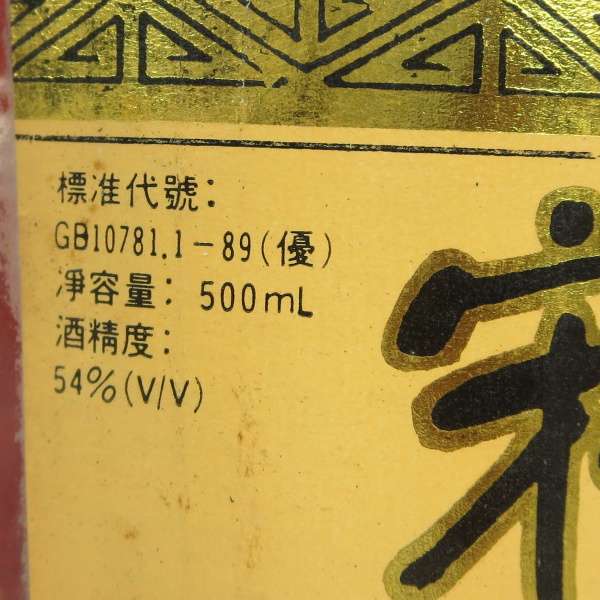 標准代號：
GB10781.1-89(優)
淨容量：500mL
酒精度：
54%(V/V)